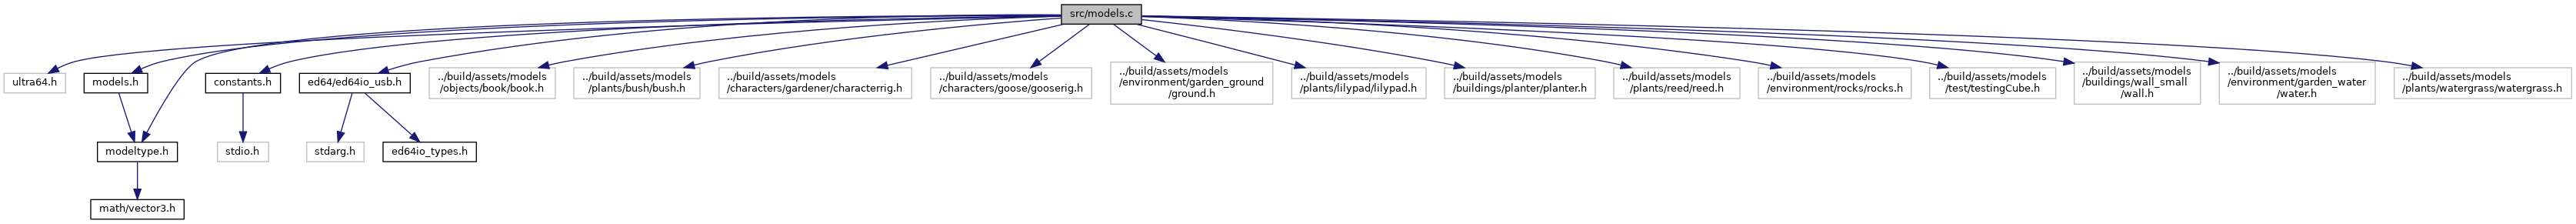 src/models.c
ultra64.h
models.h
constants.h
ed64/ed64io_usb.h
../build/assets/models
/objects/book/book.h
../build/assets/models
/plants/bush/bush.h
../build/assets/models
/characters/gardener/characterrig.h
../build/assets/models
/characters/goose/gooserig.h
../build/assets/models
/environment/garden_ground
/ground.h
../build/assets/models
/plants/lilypad/lilypad.h
../build/assets/models
/buildings/planter/planter.h
../build/assets/models
/plants/reed/reed.h
../build/assets/models
/environment/rocks/rocks.h
../build/assets/models
/test/testingCube.h
../build/assets/models
/buildings/wall_small
/wall.h
../build/assets/models
/environment/garden_water
/water.h
../build/assets/models
/plants/watergrass/watergrass.h
modeltype.h
stdio.h
stdarg.h
ed64io_types.h
math/vector3.h